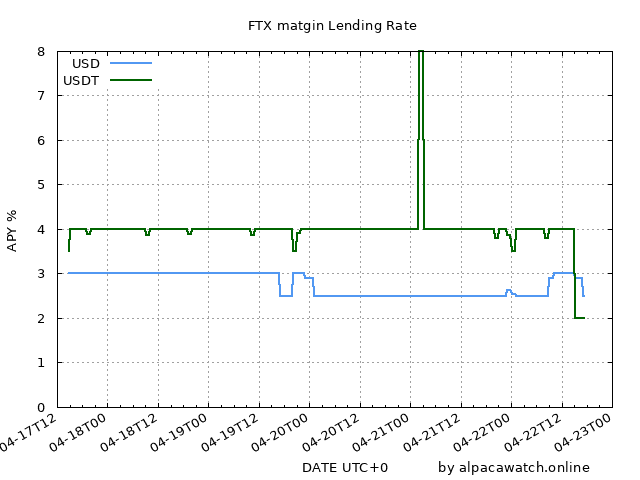 FTX matgin Lending Rate
USD
USDT
8
7
6
5
4
3
2
1
0
APY %
04-17T12
04-18T00
04-18T12
04-19T00
04-19T12
04-20T00
04-20T12
04-21T00
04-21T12
04-22T00
04-22T12
04-23T00
DATE UTC+0
by alpacawatch.online